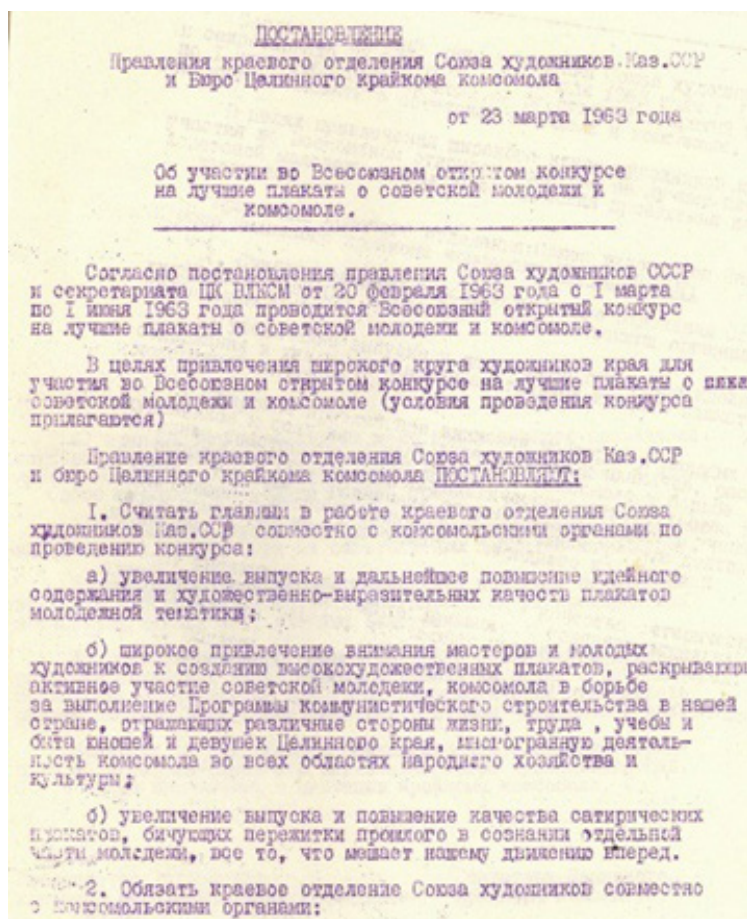 ПОСТАНОВЛЕНИЕ
Правления краевого отделения Союза художников.Каз.ССР
и Бюро Целинного крайкома комсомола
от 23 марта 1963 года
Об участии во Всесоюзном открытом конкурсе
на лучшие плакаты о советской молодежи и
комсомоле.
Согласно постановления правления Союза художников СССР
и секретариата ЦК ВЛКСМ от 20 февраля 1963 года с I марта
по I июня 1963 года проводится Всесоюзный открытый конкурс
на лучшие плакаты о советской молодежи и комсомоле.
В целях привлечения широкого круга художников края для
участия во Всесоюзном открытом конкурсе на лучшие плакаты о
советской молодежи и комсомоле (условия проведения конкурса
прилагаются)
Правление краевого отделения Союза художников Каз.ССР
и бюро Целинного крайкома комсомола ПОСТАНОВЛЯЮТ:
I. Считать главным в работе краевого отделения Союза
художников Каз.ССР совместно с комсомольскими органами по
проведению конкурса:
а) увеличение выпуска и дальнейшее повышение идейного
содержания и художественно-выразительных качеств плакатов
молодежной тематики;
б) широкое привлечение внимания мастеров и молодых
художников к созданию высокохудожественных плакатов, раскрывающи
активное участие советской молодежи, комсомола в борьбе
за выполнение Программы коммунистического строительства в нашей
стране, отражающих различные стороны жизни, труда , учебы и
быта юношей и девушек Целинного края, многогранную деятель-
ность комсомола во всех областях народного хозяйства и
культуры;
б) увеличение выпуска и повышение качества сатирических
плакатов, бичующих пережитки прошлого в сознании отдельной
части молодежи, все то, что мешает нашему движению вперед.
2. Обязать краевое отделение Союза художников совместно
с комсомольскими органами: